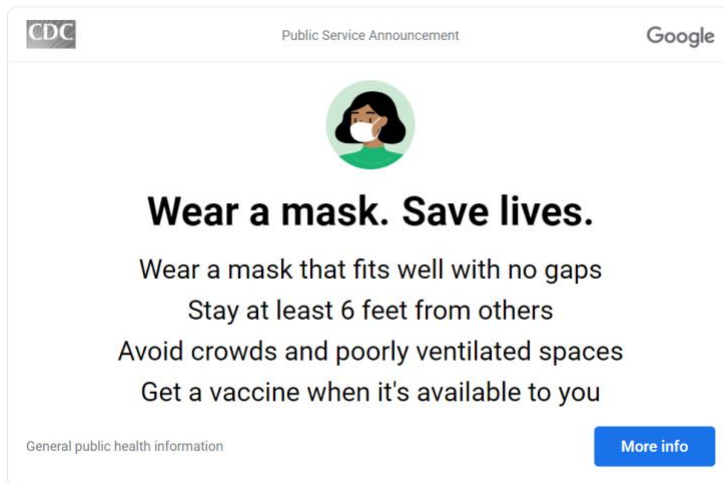 CDC
Public Service Announcement
Google
Wear a mask. Save lives.
Wear a mask that fits well with no gaps
Stay at least 6 feet from others
Avoid crowds and poorly ventilated spaces
Get a vaccine when it's available to you
General public health information
More info